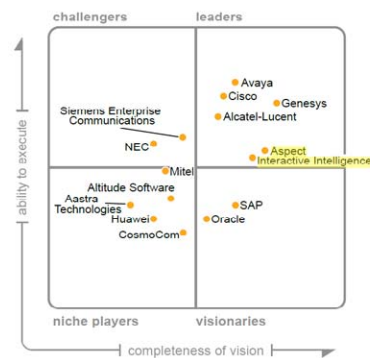 challengers
leaders
Avaya
Cisco
Genesys
Siemens Enterprise
Communications
Alcatel-Lucent
NEC
Aspect
Interactive Intelligence
Mitel
Altitude Software
Aastra
Technologies
SAP
Huawei
Oracle
CosmoCom
ability to execute
niche players
visionaries
completeness of vision